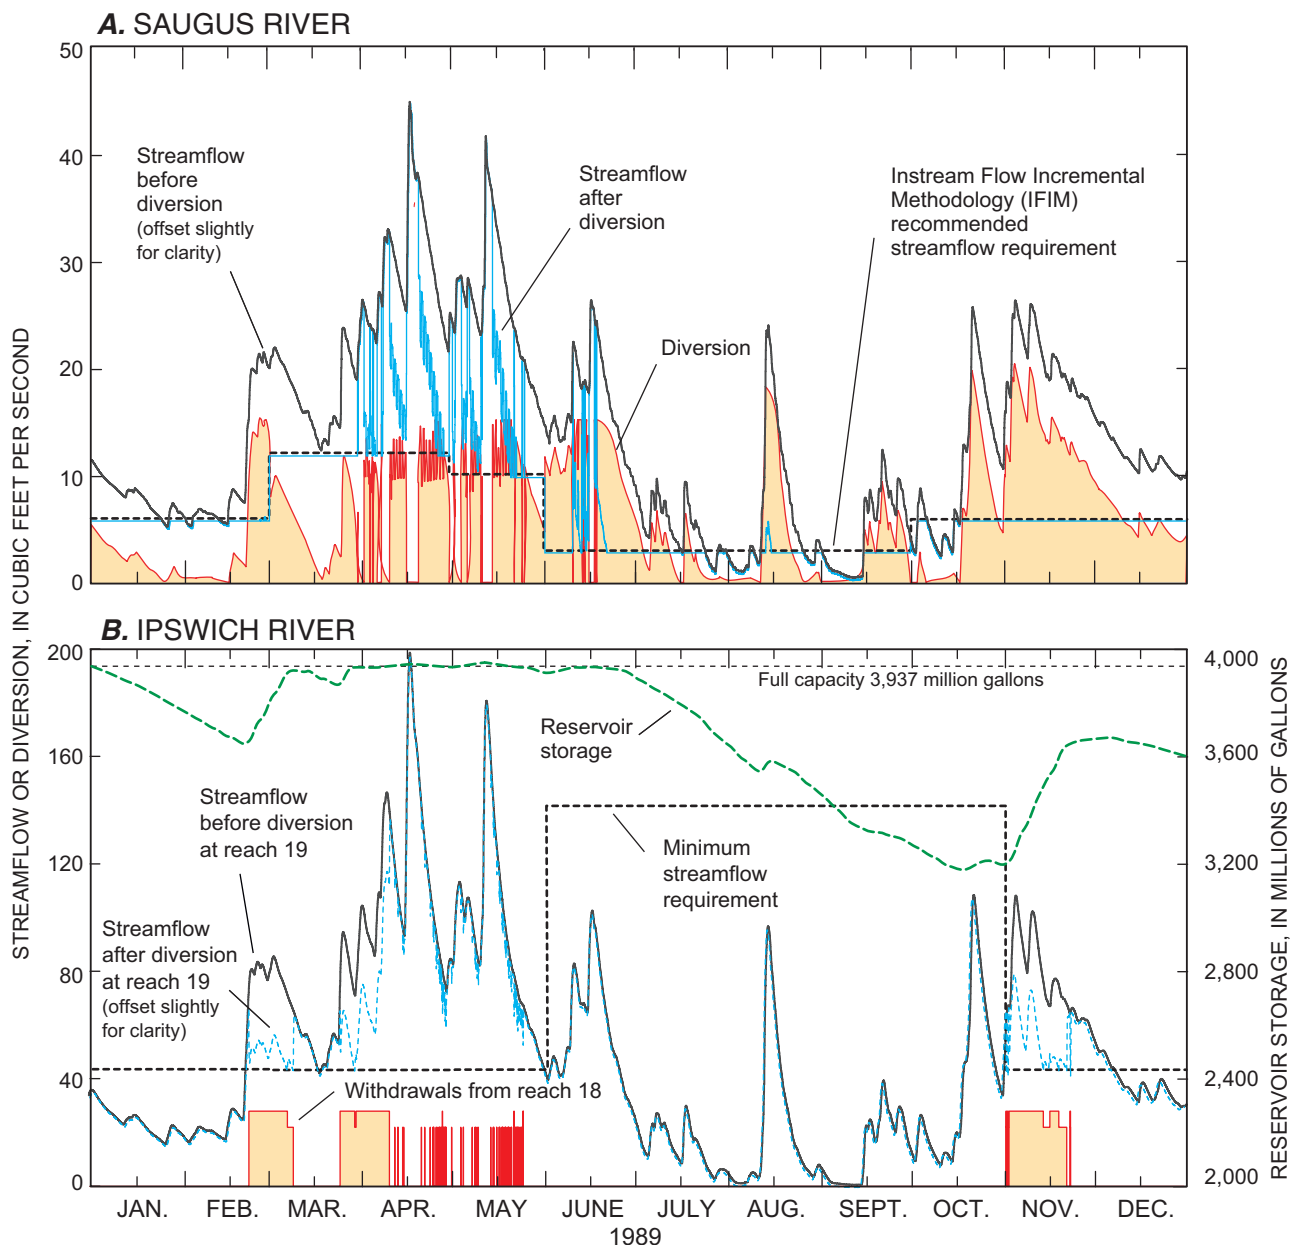 A. SAUGUS RIVER
50
40
30
20
10
0
STREAMFLOW OR DIVERSION, IN CUBIC FEET PER SECOND
Streamflow
before
diversion
(offset slightly
for clarity)
Streamflow
after
diversion
Instream Flow Incremental
Methodology (IFIM)
recommended
streamflow requirement
Diversion
B. IPSWICH RIVER
200
160
120
80
40
0
4,000
3,600
3,200
2,800
2,400
2,000
RESERVOIR STORAGE, IN MILLIONS OF GALLONS
Full capacity 3,937 million gallons
Reservoir
storage
Streamflow
before diversion
at reach 19
Minimum
streamflow
requirement
Streamflow
after diversion
at reach 19
(offset slightly
for clarity)
Withdrawals from reach 18
JAN. FEB. MAR. APR. MAY JUNE JULY AUG. SEPT. OCT. NOV. DEC.
1989